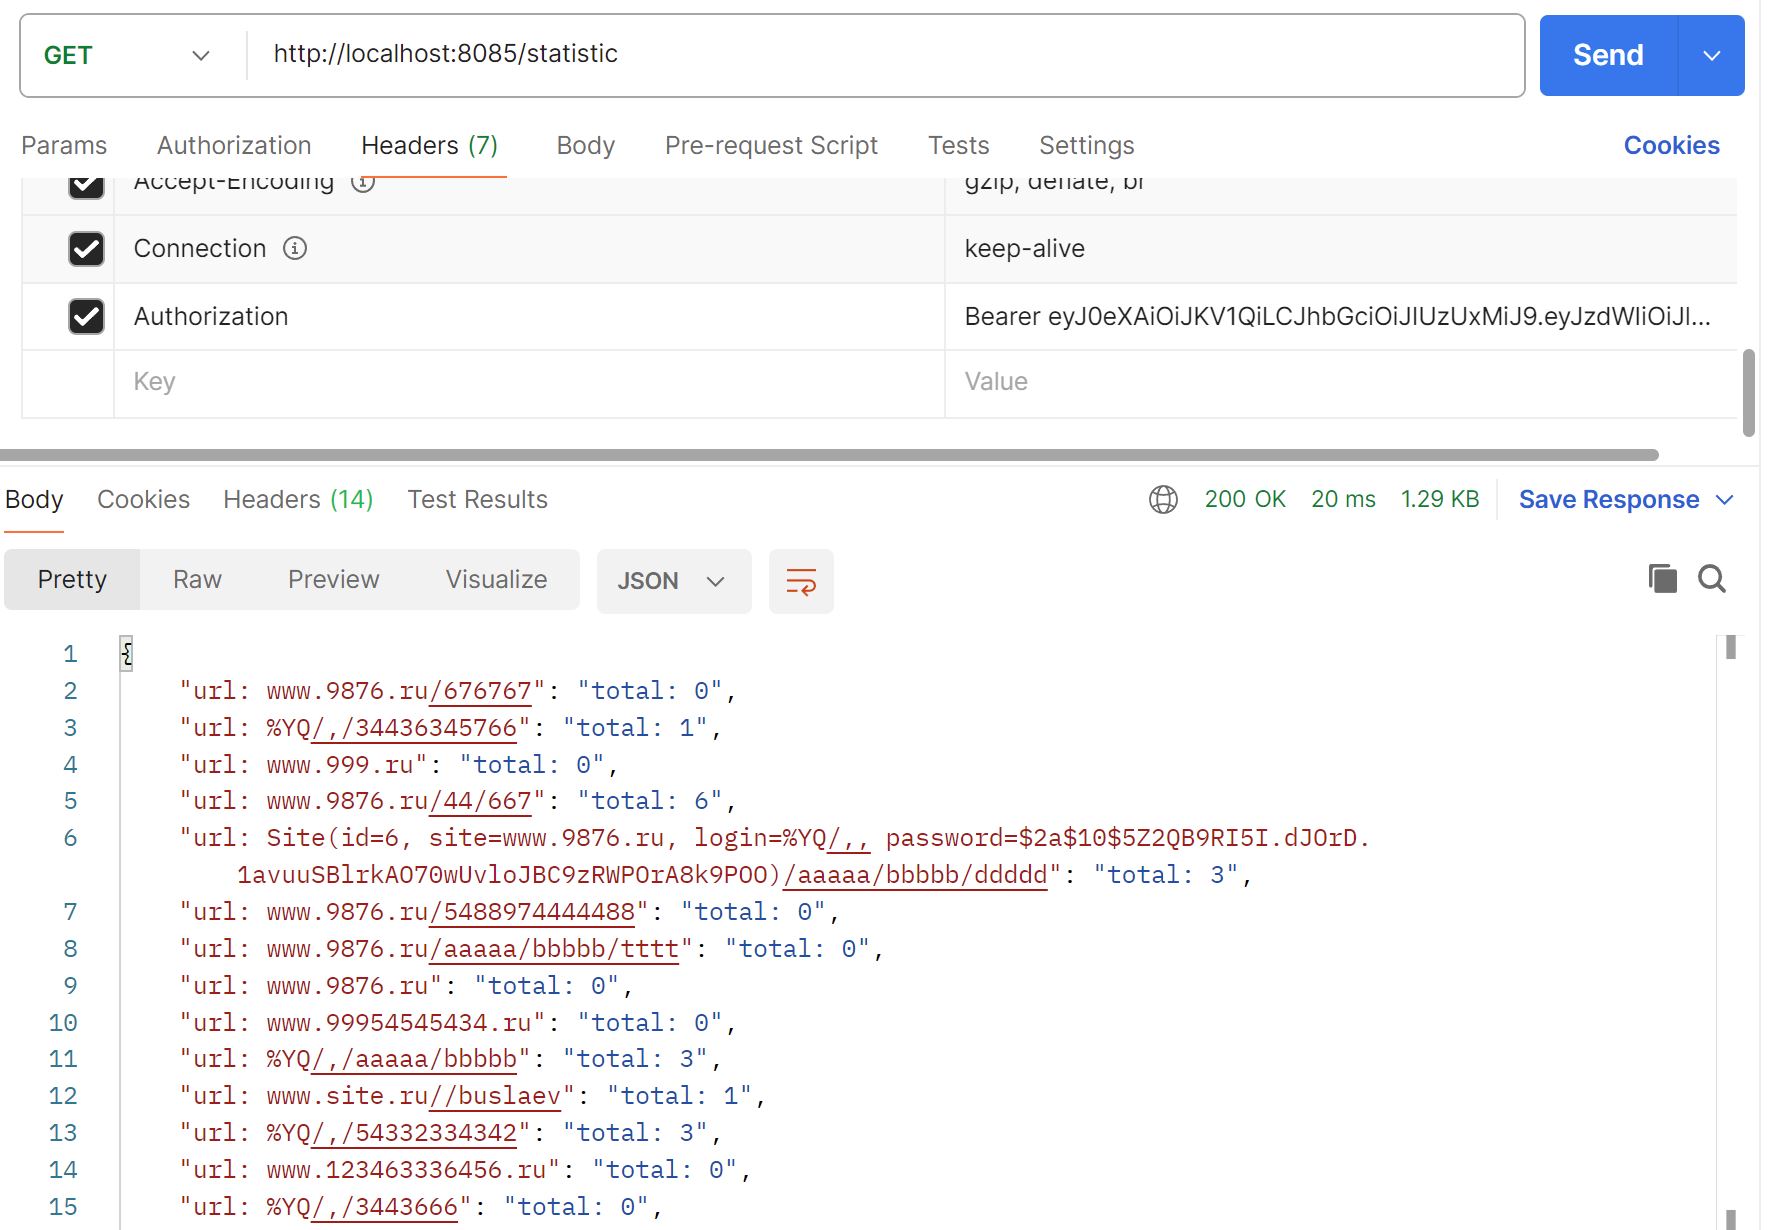 GET http://localhost:8085/statistic Send
Params Authorization Headers (7) Body Pre-request Script Tests Settings Cookies
Accept-Encoding gzip, deflate, br
Connection keep-alive
Authorization Bearer eyJ0eXAiOiJKV1QiLCJhbGciOiJIUzUxMiJ9.eyJzdWIiOiJl...
Key Value
Body Cookies Headers (14) Test Results 200 OK 20 ms 1.29 KB Save Response
Pretty Raw Preview Visualize JSON
1 {
2 "url: www.9876.ru/676767": "total: 0",
3 "url: %YQ/,/34436345766": "total: 1",
4 "url: www.999.ru": "total: 0",
5 "url: www.9876.ru/44/667": "total: 6",
6 "url: Site(id=6, site=www.9876.ru, login=%YQ/,, password=$2a$10$5Z2QB9RI5I.dJOrD.
1avuuSBlrkAO70wUvloJBC9zRWPOrA8k9POO)/aaaaa/bbbbb/ddddd": "total: 3",
7 "url: www.9876.ru/5488974444488": "total: 0",
8 "url: www.9876.ru/aaaaa/bbbbb/tttt": "total: 0",
9 "url: www.9876.ru": "total: 0",
10 "url: www.99954545434.ru": "total: 0",
11 "url: %YQ/,/aaaaa/bbbbb": "total: 3",
12 "url: www.site.ru//buslaev": "total: 1",
13 "url: %YQ/,/54332334342": "total: 3",
14 "url: www.123463336456.ru": "total: 0",
15 "url: %YQ/,/3443666": "total: 0",